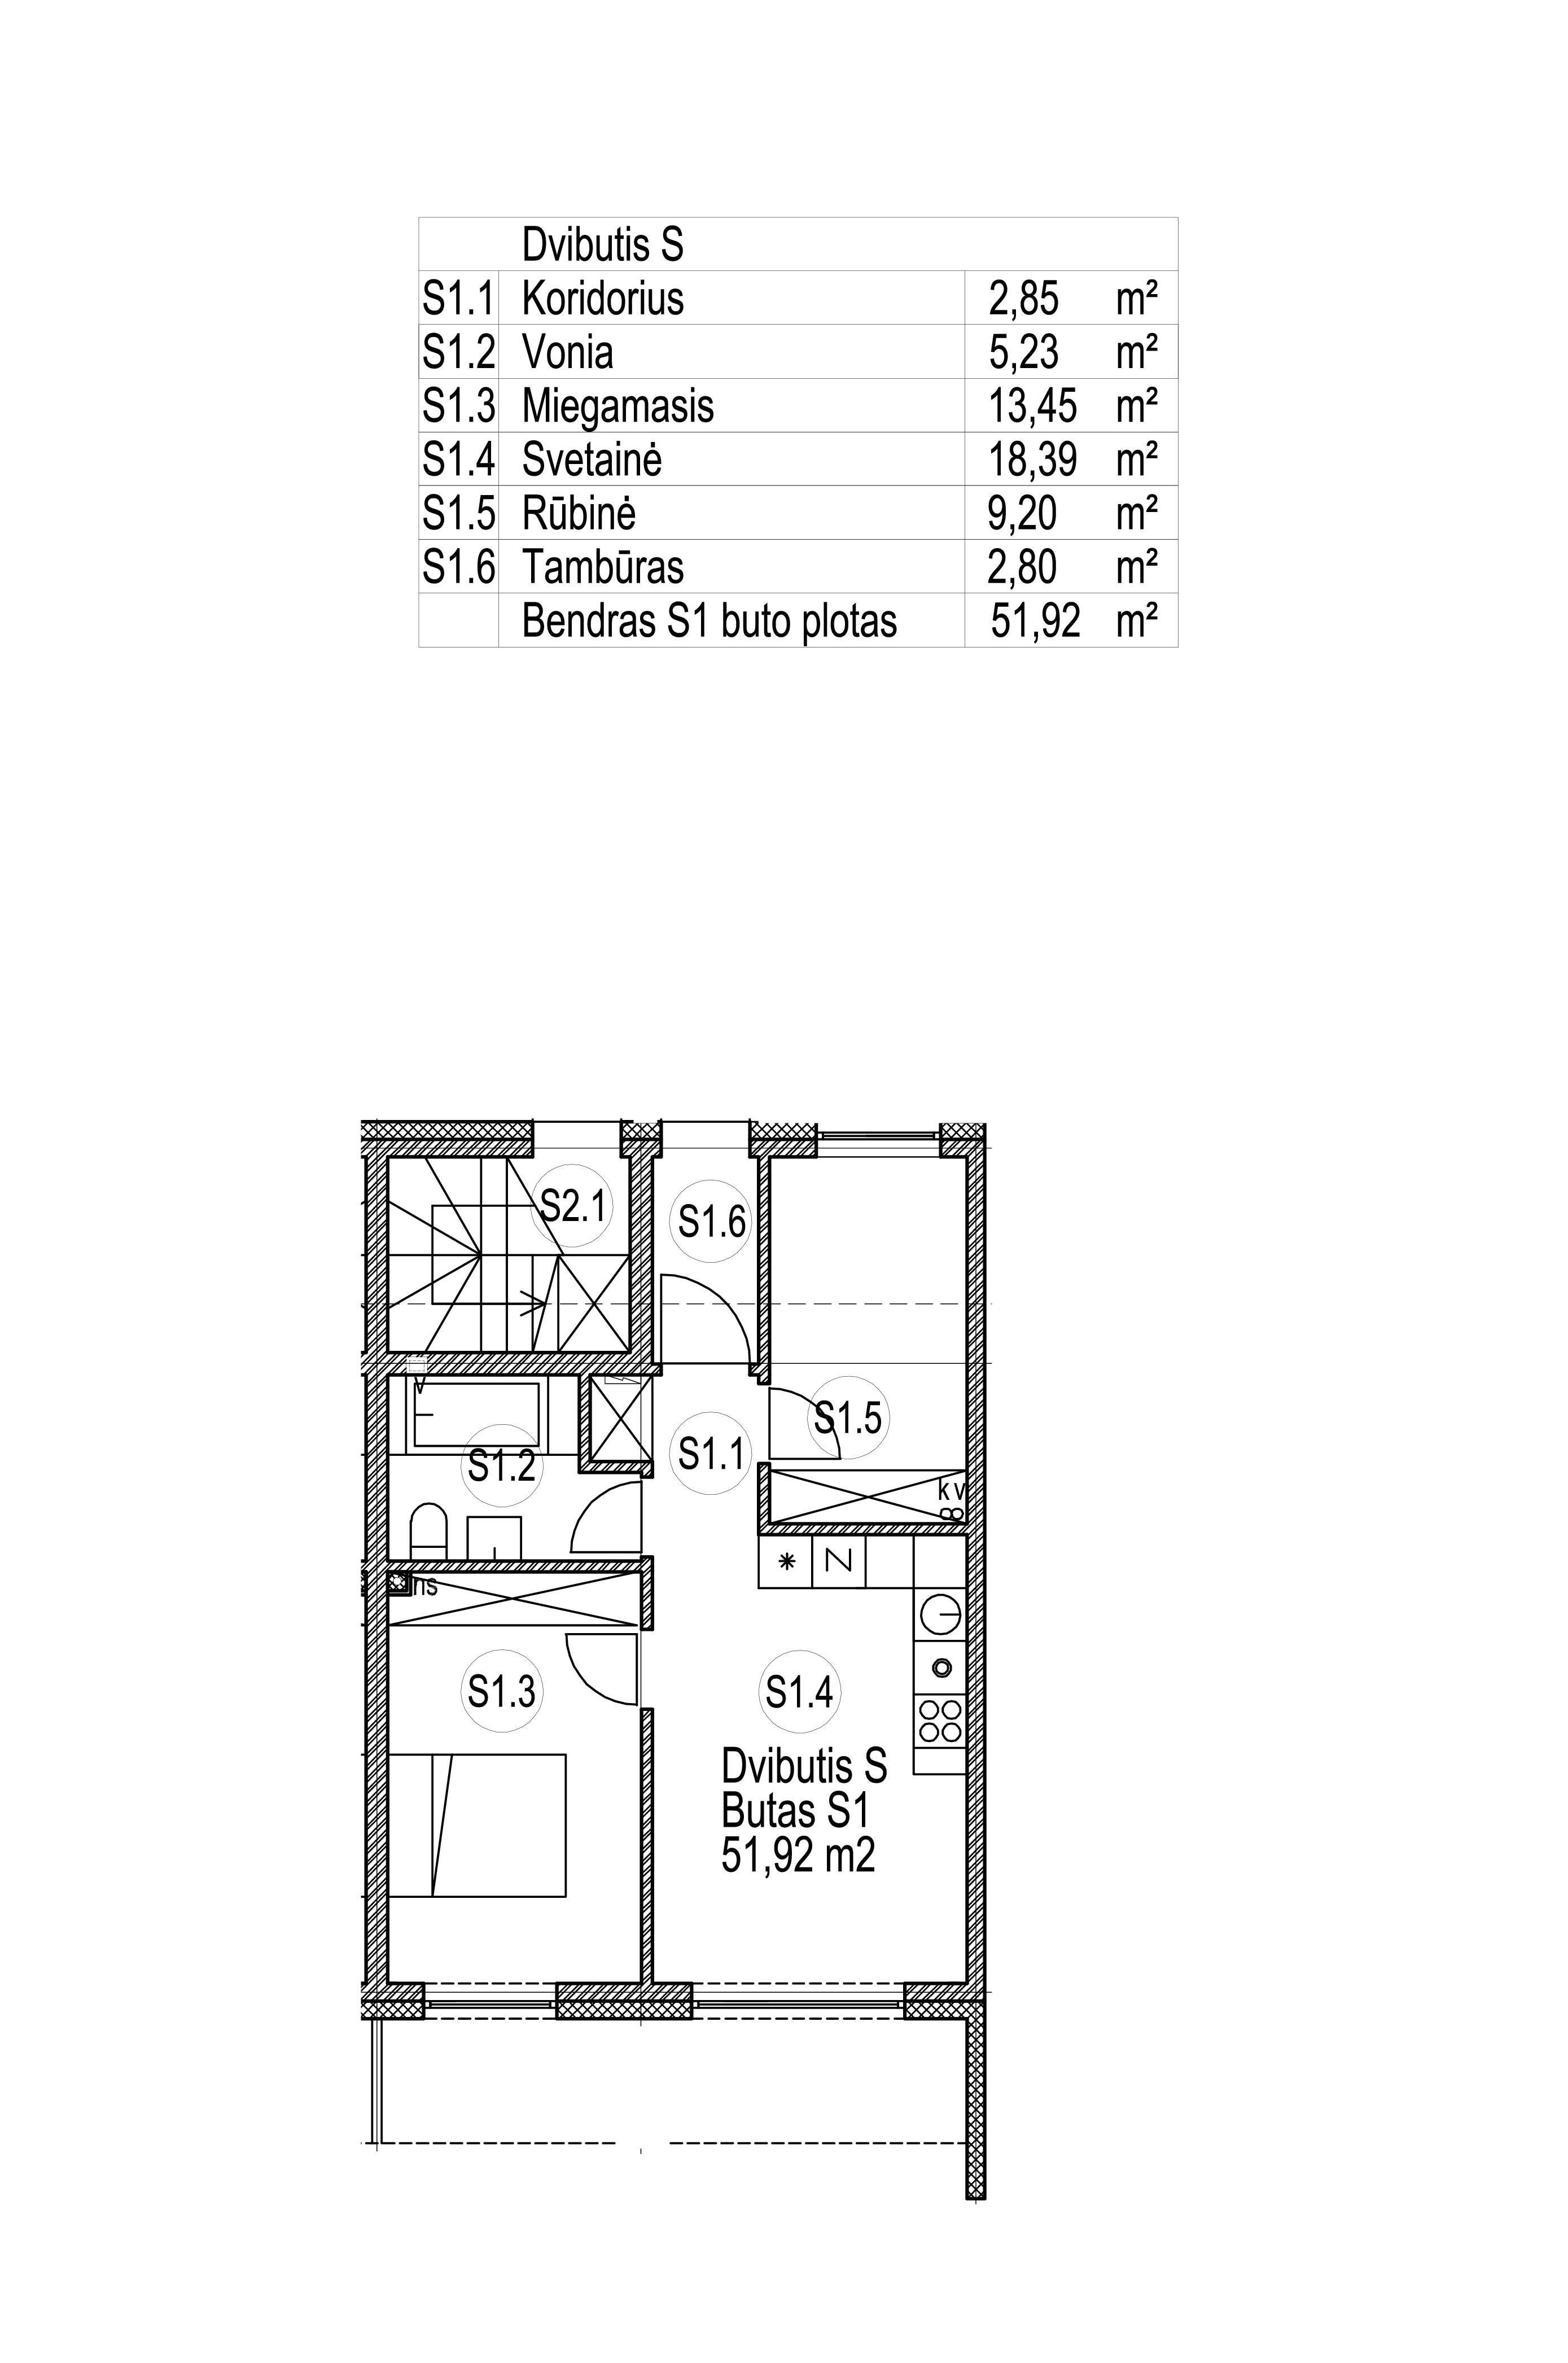 Dvibutis S
S1.1 Koridorius 2,85 m²
S1.2 Vonia 5,23 m²
S1.3 Miegamasis 13,45 m²
S1.4 Svetainė 18,39 m²
S1.5 Rūbinė 9,20 m²
S1.6 Tambūras 2,80 m²
Bendras S1 buto plotas 51,92 m²
S2.1
S1.6
V
S1.5
S1.1
S1.2
kv
8
N
ns
S1.3
S1.4
Dvibutis S
Butas S1
51,92 m2